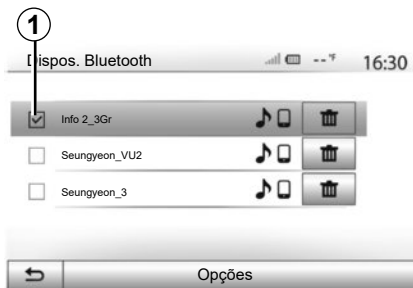 1
Dispos. Bluetooth --°F 16:30
Info 2_3Gr
Seungyeon_VU2
Seungyeon_3
Opções